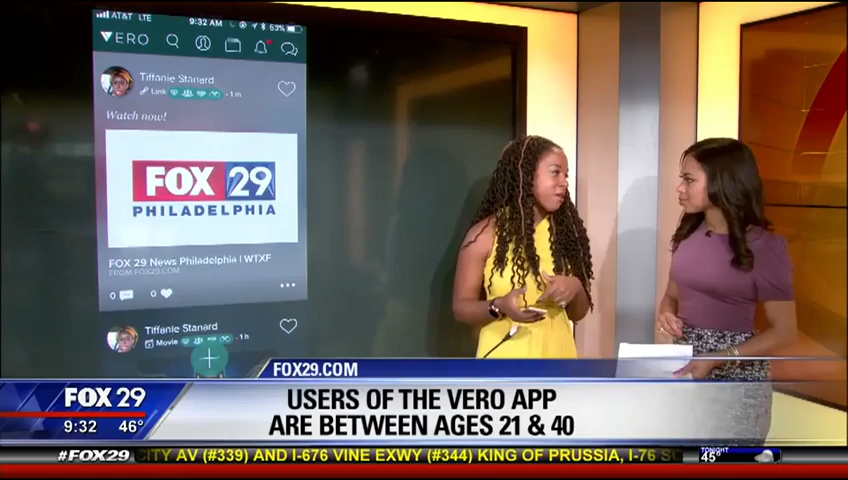 AT&T LTE
9:32 AM
53%
VERO
Tiffanie Stanard
Link
- 1m
Watch now!
FOX 29
PHILADELPHIA
FOX 29 News Philadelphia | WTXF
FROM FOX29.COM
0
0
Tiffanie Stanard
Movie
- 1h
FOX29.COM
FOX 29
9:32 46°
USERS OF THE VERO APP
ARE BETWEEN AGES 21 & 40
#FOX29
CITY AV (#339) AND I-676 VINE EXWY (#344) KING OF PRUSSIA, I-76 S
TONIGHT
45°